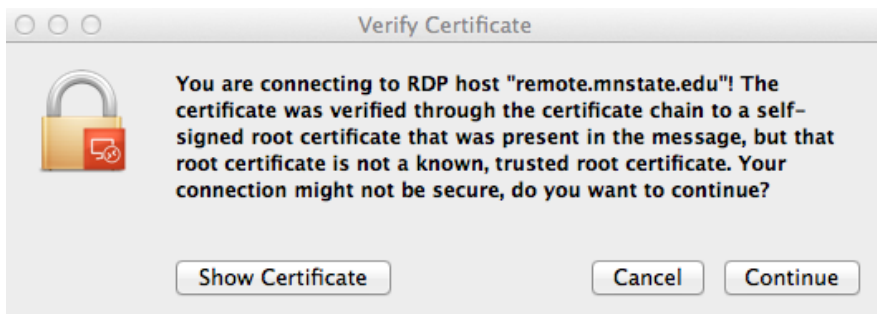 Verify Certificate
You are connecting to RDP host "remote.mnstate.edu"! The
certificate was verified through the certificate chain to a self-
signed root certificate that was present in the message, but that
root certificate is not a known, trusted root certificate. Your
connection might not be secure, do you want to continue?
Show Certificate
Cancel
Continue